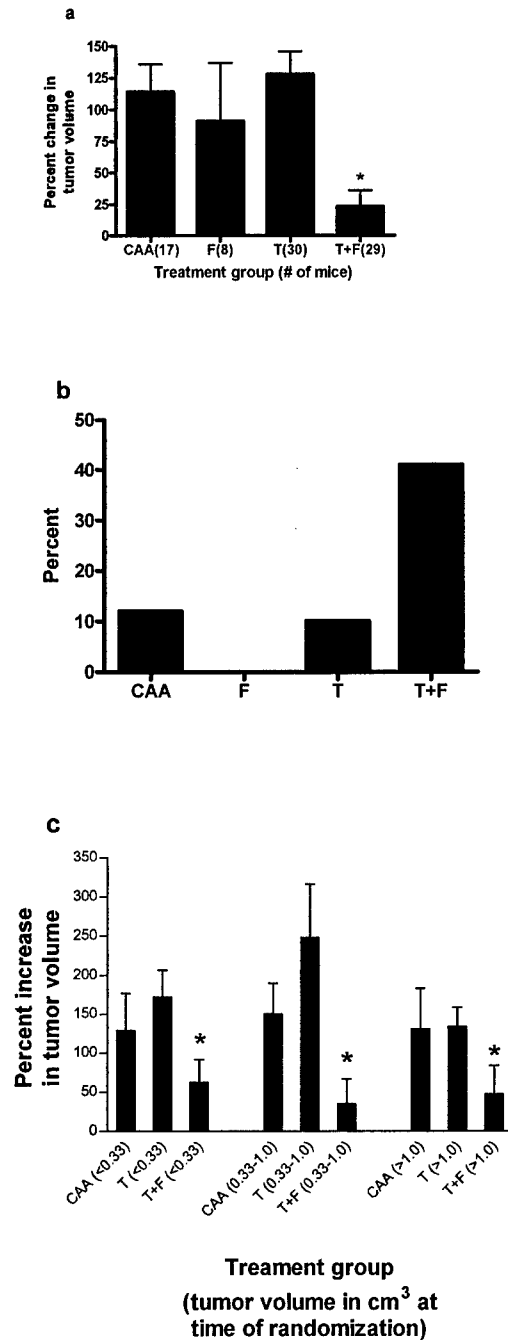 a
Percent change in
tumor volume
150
125
100
75
50
25
0
*
CAA(17) F(8) T(30) T+F(29)
Treatment group (# of mice)
b
Percent
50
40
30
20
10
0
CAA F T T+F
c
Percent increase
in tumor volume
350
300
250
200
150
100
50
0
* * *
CAA (<0.33)
T (<0.33)
T+F (<0.33)
CAA (0.33-1.0)
T (0.33-1.0)
T+F (0.33-1.0)
CAA (>1.0)
T (>1.0)
T+F (>1.0)
Treament group
(tumor volume in cm³ at
time of randomization)